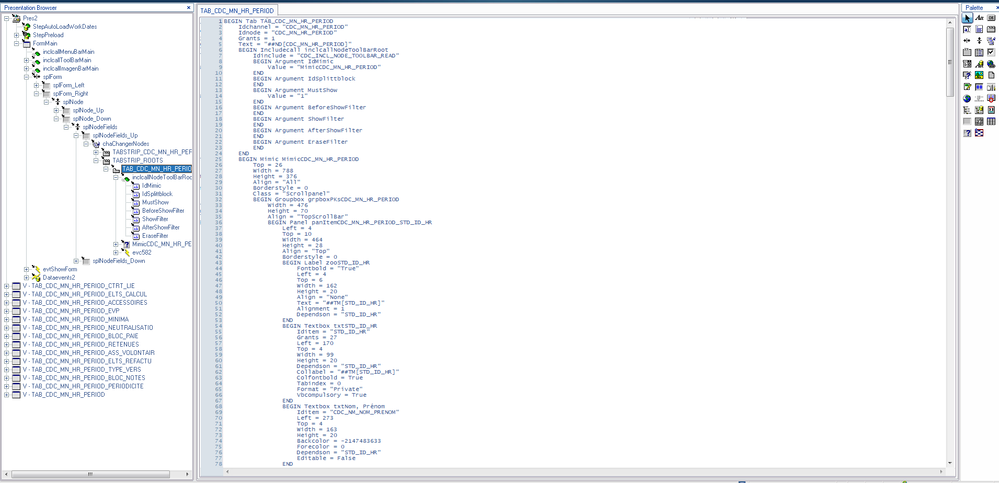 Presentation Browser
Pres2
StepAutoLoadWorkDates
StepPreload
FormMain
inclcallMenuBarMain
inclcallToolBarMain
inclcallImagenBarMain
splForm
splForm_Left
splForm_Right
splNode
splNode_Up
splNode_Down
splNodeFields
splNodeFields_Up
chaChangerNodes
TABSTRIP_CDC_MN_HR_PER
TABSTRIP_ROOTS
TAB_CDC_MN_HR_PERIO
inclcallNodeToolBarRoo
IdMimic
IdSplittblock
MustShow
BeforeShowFilter
ShowFilter
AfterShowFilter
EraseFilter
MimicCDC_MN_HR_PE
evc582
splNodeFields_Down
evtShowForm
Dataevents2
V - TAB_CDC_MN_HR_PERIOD_CTRT_LIE
V - TAB_CDC_MN_HR_PERIOD_ELTS_CALCUL
V - TAB_CDC_MN_HR_PERIOD_ACCESSOIRES
V - TAB_CDC_MN_HR_PERIOD_EVP
V - TAB_CDC_MN_HR_PERIOD_MINIMA
V - TAB_CDC_MN_HR_PERIOD_NEUTRALISATIO
V - TAB_CDC_MN_HR_PERIOD_BLOC_PAIE
V - TAB_CDC_MN_HR_PERIOD_RETENUES
V - TAB_CDC_MN_HR_PERIOD_ASS_VOLONTAIR
V - TAB_CDC_MN_HR_PERIOD_ELTS_REFACTU
V - TAB_CDC_MN_HR_PERIOD_TYPE_VERS
V - TAB_CDC_MN_HR_PERIOD_BLOC_NOTES
V - TAB_CDC_MN_HR_PERIOD_PERIODICITE
V - TAB_CDC_MN_HR_PERIOD
TAB_CDC_MN_HR_PERIOD
1 BEGIN Tab TAB_CDC_MN_HR_PERIOD
2 Idchannel = "CDC_MN_HR_PERIOD"
3 Idnode = "CDC_MN_HR_PERIOD"
4 Grants = 1
5 Text = "##ND[CDC_MN_HR_PERIOD]"
6 BEGIN Includecall inclcallNodeToolBarRoot
7 Idinclude = "CDC_INCL_NODE_TOOLBAR_READ"
8 BEGIN Argument IdMimic
9 Value = "MimicCDC_MN_HR_PERIOD"
10 END
11 BEGIN Argument IdSplittblock
12 END
13 BEGIN Argument MustShow
14 Value = "1"
15 END
16 BEGIN Argument BeforeShowFilter
17 END
18 BEGIN Argument ShowFilter
19 END
20 BEGIN Argument AfterShowFilter
21 END
22 BEGIN Argument EraseFilter
23 END
24 END
25 BEGIN Mimic MimicCDC_MN_HR_PERIOD
26 Top = 26
27 Width = 788
28 Height = 376
29 Align = "All"
30 Borderstyle = 0
31 Class = "Scrollpanel"
32 BEGIN Groupbox grpboxPKsCDC_MN_HR_PERIOD
33 Width = 476
34 Height = 70
35 Align = "TopScrollBar"
36 BEGIN Panel panItemCDC_MN_HR_PERIOD_STD_ID_HR
37 Left = 4
38 Top = 10
39 Width = 464
40 Height = 28
41 Align = "Top"
42 Borderstyle = 0
43 BEGIN Label zooSTD_ID_HR
44 Fontbold = "True"
45 Left = 4
46 Top = 6
47 Width = 162
48 Height = 20
49 Align = "None"
50 Text = "##TM[STD_ID_HR]"
51 Alignment = 1
52 Dependson = "STD_ID_HR"
53 END
54 BEGIN Textbox txtSTD_ID_HR
55 Iditem = "STD_ID_HR"
56 Grants = 27
57 Left = 170
58 Top = 4
59 Width = 99
60 Height = 20
61 Dependson = "STD_ID_HR"
62 Collabel = "##TM[STD_ID_HR]"
63 Colfontbold = True
64 Tabindex = 0
65 Format = "Private"
66 Vbcompulsory = True
67 END
68 BEGIN Textbox txtNom, Prénom
69 Iditem = "CDC_NM_NOM_PRENOM"
70 Left = 273
71 Top = 4
72 Width = 163
73 Height = 20
74 Backcolor = -2147483633
75 Forecolor = 0
76 Dependson = "STD_ID_HR"
77 Editable = False
78 END
Palette